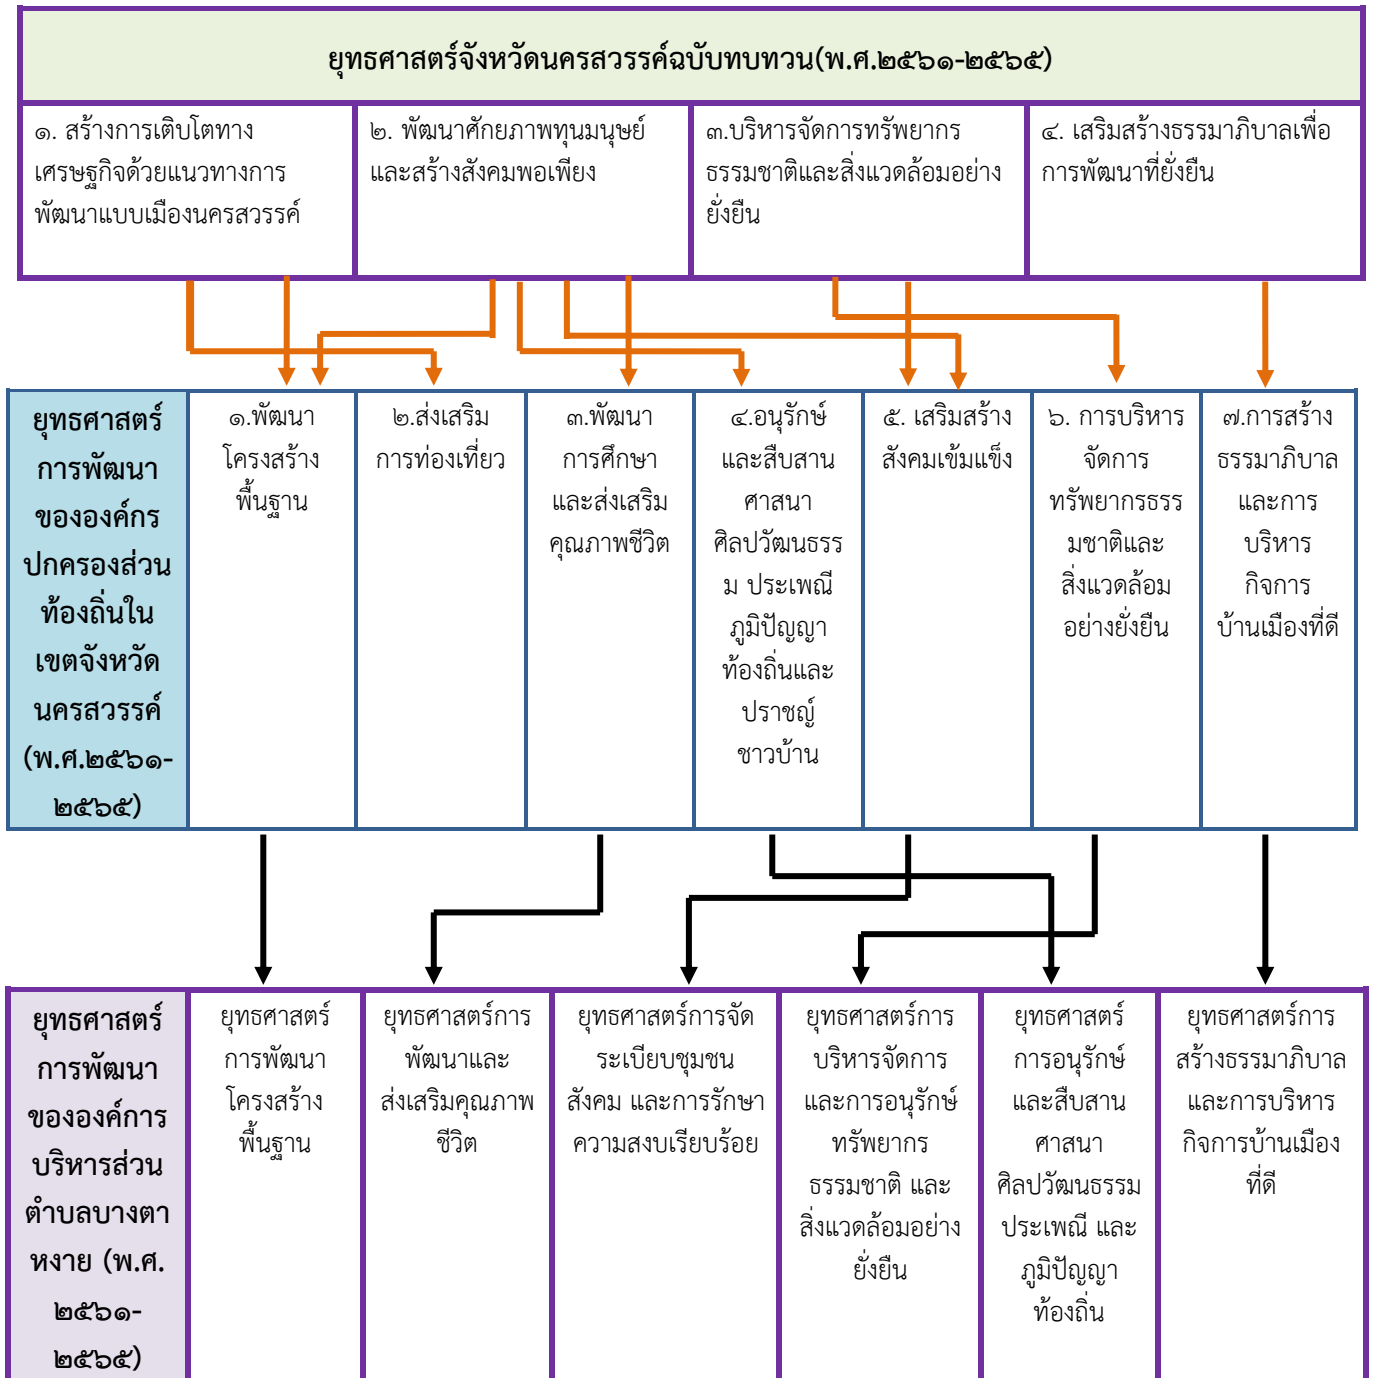 ยุทธศาสตร์จังหวัดนครสวรรค์ฉบับทบทวน(พ.ศ.๒๕๖๑-๒๕๖๕)
๑. สร้างการเติบโตทาง
เศรษฐกิจด้วยแนวทางการ
พัฒนาแบบเมืองนครสวรรค์
๒. พัฒนาศักยภาพทุนมนุษย์
และสร้างสังคมพอเพียง
๓.บริหารจัดการทรัพยากร
ธรรมชาติและสิ่งแวดล้อมอย่าง
ยั่งยืน
๔. เสริมสร้างธรรมาภิบาลเพื่อ
การพัฒนาที่ยั่งยืน
ยุทธศาสตร์
การพัฒนา
ขององค์กร
ปกครองส่วน
ท้องถิ่นใน
เขตจังหวัด
นครสวรรค์
(พ.ศ.๒๕๖๑-
๒๕๖๕)
๑.พัฒนา
โครงสร้าง
พื้นฐาน
๒.ส่งเสริม
การท่องเที่ยว
๓.พัฒนา
การศึกษา
และส่งเสริม
คุณภาพชีวิต
๔.อนุรักษ์
และสืบสาน
ศาสนา
ศิลปวัฒนธรร
ม ประเพณี
ภูมิปัญญา
ท้องถิ่นและ
ปราชญ์
ชาวบ้าน
๕. เสริมสร้าง
สังคมเข้มแข็ง
๖. การบริหาร
จัดการ
ทรัพยากรธรร
มชาติและ
สิ่งแวดล้อม
อย่างยั่งยืน
๗.การสร้าง
ธรรมาภิบาล
และการ
บริหาร
กิจการ
บ้านเมืองที่ดี
ยุทธศาสตร์
การพัฒนา
ขององค์การ
บริหารส่วน
ตำบลบางตา
หงาย (พ.ศ.
๒๕๖๑-
๒๕๖๕)
ยุทธศาสตร์
การพัฒนา
โครงสร้าง
พื้นฐาน
ยุทธศาสตร์การ
พัฒนาและ
ส่งเสริมคุณภาพ
ชีวิต
ยุทธศาสตร์การจัด
ระเบียบชุมชน
สังคม และการรักษา
ความสงบเรียบร้อย
ยุทธศาสตร์การ
บริหารจัดการ
และการอนุรักษ์
ทรัพยากร
ธรรมชาติ และ
สิ่งแวดล้อมอย่าง
ยั่งยืน
ยุทธศาสตร์
การอนุรักษ์
และสืบสาน
ศาสนา
ศิลปวัฒนธรรม
ประเพณี และ
ภูมิปัญญา
ท้องถิ่น
ยุทธศาสตร์การ
สร้างธรรมาภิบาล
และการบริหาร
กิจการบ้านเมือง
ที่ดี